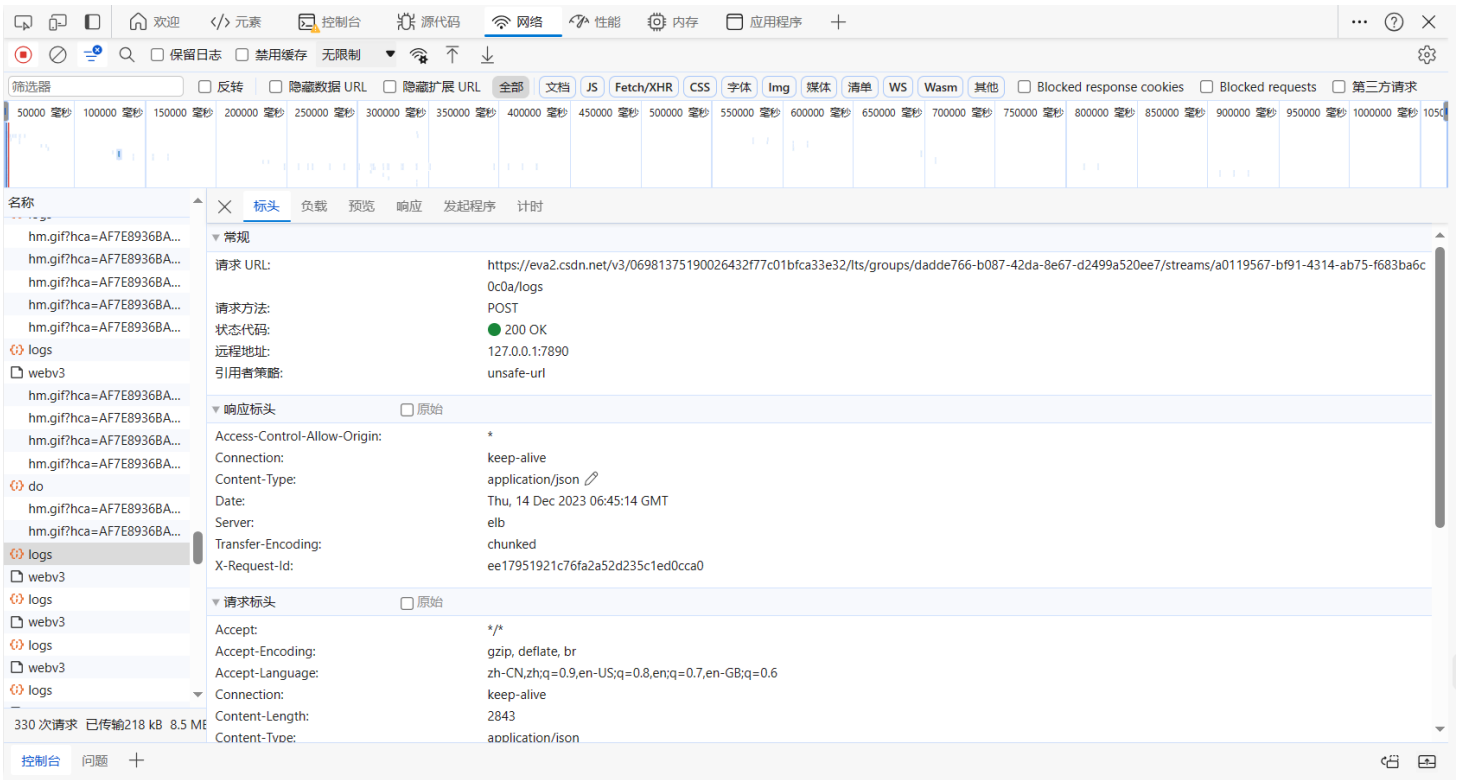 欢迎 </> 元素 控制台 源代码 网络 性能 内存 应用程序
保留日志 禁用缓存 无限制
筛选器 反转 隐藏数据 URL 隐藏扩展 URL 全部 文档 JS Fetch/XHR CSS 字体 Img 媒体 清单 WS Wasm 其他 Blocked response cookies Blocked requests 第三方请求
50000 毫秒 100000 毫秒 150000 毫秒 200000 毫秒 250000 毫秒 300000 毫秒 350000 毫秒 400000 毫秒 450000 毫秒 500000 毫秒 550000 毫秒 600000 毫秒 650000 毫秒 700000 毫秒 750000 毫秒 800000 毫秒 850000 毫秒 900000 毫秒 950000 毫秒 1000000 毫秒 1050
名称
hm.gif?hca=AF7E8936BA...
hm.gif?hca=AF7E8936BA...
hm.gif?hca=AF7E8936BA...
hm.gif?hca=AF7E8936BA...
hm.gif?hca=AF7E8936BA...
logs
webv3
hm.gif?hca=AF7E8936BA...
hm.gif?hca=AF7E8936BA...
hm.gif?hca=AF7E8936BA...
hm.gif?hca=AF7E8936BA...
do
hm.gif?hca=AF7E8936BA...
hm.gif?hca=AF7E8936BA...
logs
webv3
logs
webv3
logs
webv3
logs
330 次请求 已传输218 kB 8.5 ME
标头 负载 预览 响应 发起程序 计时
常规
请求 URL: https://eva2.csdn.net/v3/06981375190026432f77c01bfca33e32/lts/groups/dadde766-b087-42da-8e67-d2499a520ee7/streams/a0119567-bf91-4314-ab75-f683ba6c
0c0a/logs
请求方法: POST
状态代码: 200 OK
远程地址: 127.0.0.1:7890
引用者策略: unsafe-url
响应标头 原始
Access-Control-Allow-Origin: *
Connection: keep-alive
Content-Type: application/json
Date: Thu, 14 Dec 2023 06:45:14 GMT
Server: elb
Transfer-Encoding: chunked
X-Request-Id: ee17951921c76fa2a52d235c1ed0cca0
请求标头 原始
Accept: */*
Accept-Encoding: gzip, deflate, br
Accept-Language: zh-CN,zh;q=0.9,en-US;q=0.8,en;q=0.7,en-GB;q=0.6
Connection: keep-alive
Content-Length: 2843
Content-Type: application/json
控制台 问题